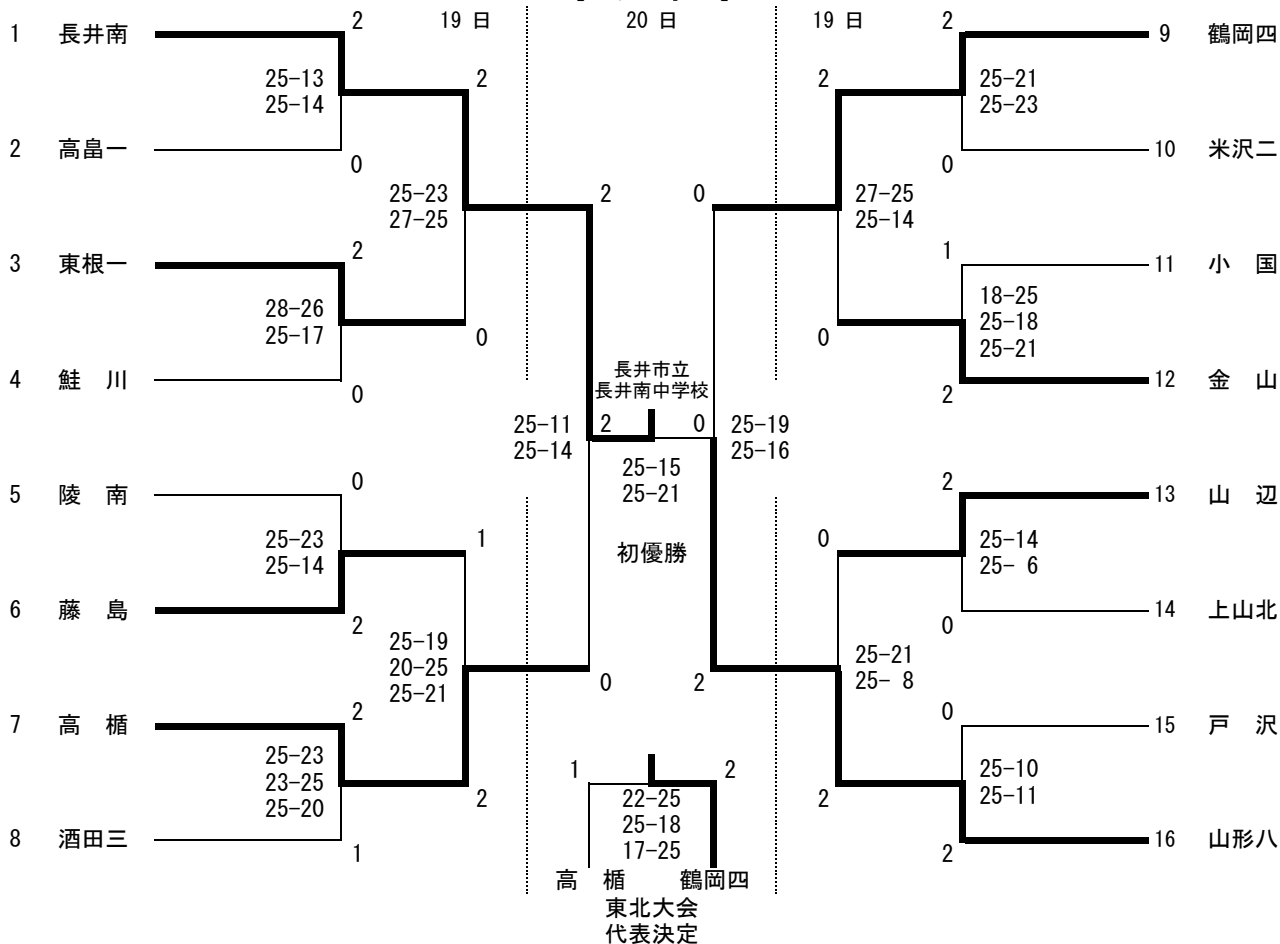 19 日
20 日
19 日
1 長井南
2
25-13
25-14
2
2 高畠一
0
25-23
27-25
3 東根一
2
28-26
25-17
0
4 鮭 川
0
5 陵 南
0
25-23
25-14
1
6 藤 島
2
25-19
20-25
25-21
7 高 楯
2
25-23
23-25
25-20
2
8 酒田三
1
2
0
25-11
25-14
0
長井市立
長井南中学校
2
0
25-15
25-21
初優勝
0
25-19
25-16
2
1
2
22-25
25-18
17-25
高 楯
鶴岡四
東北大会
代表決定
2
9 鶴岡四
2
25-21
25-23
0
10 米沢二
27-25
25-14
1
11 小 国
18-25
25-18
25-21
0
2
12 金 山
2
13 山 辺
0
25-14
25- 6
0
14 上山北
25-21
25- 8
0
15 戸 沢
25-10
25-11
2
2
16 山形八